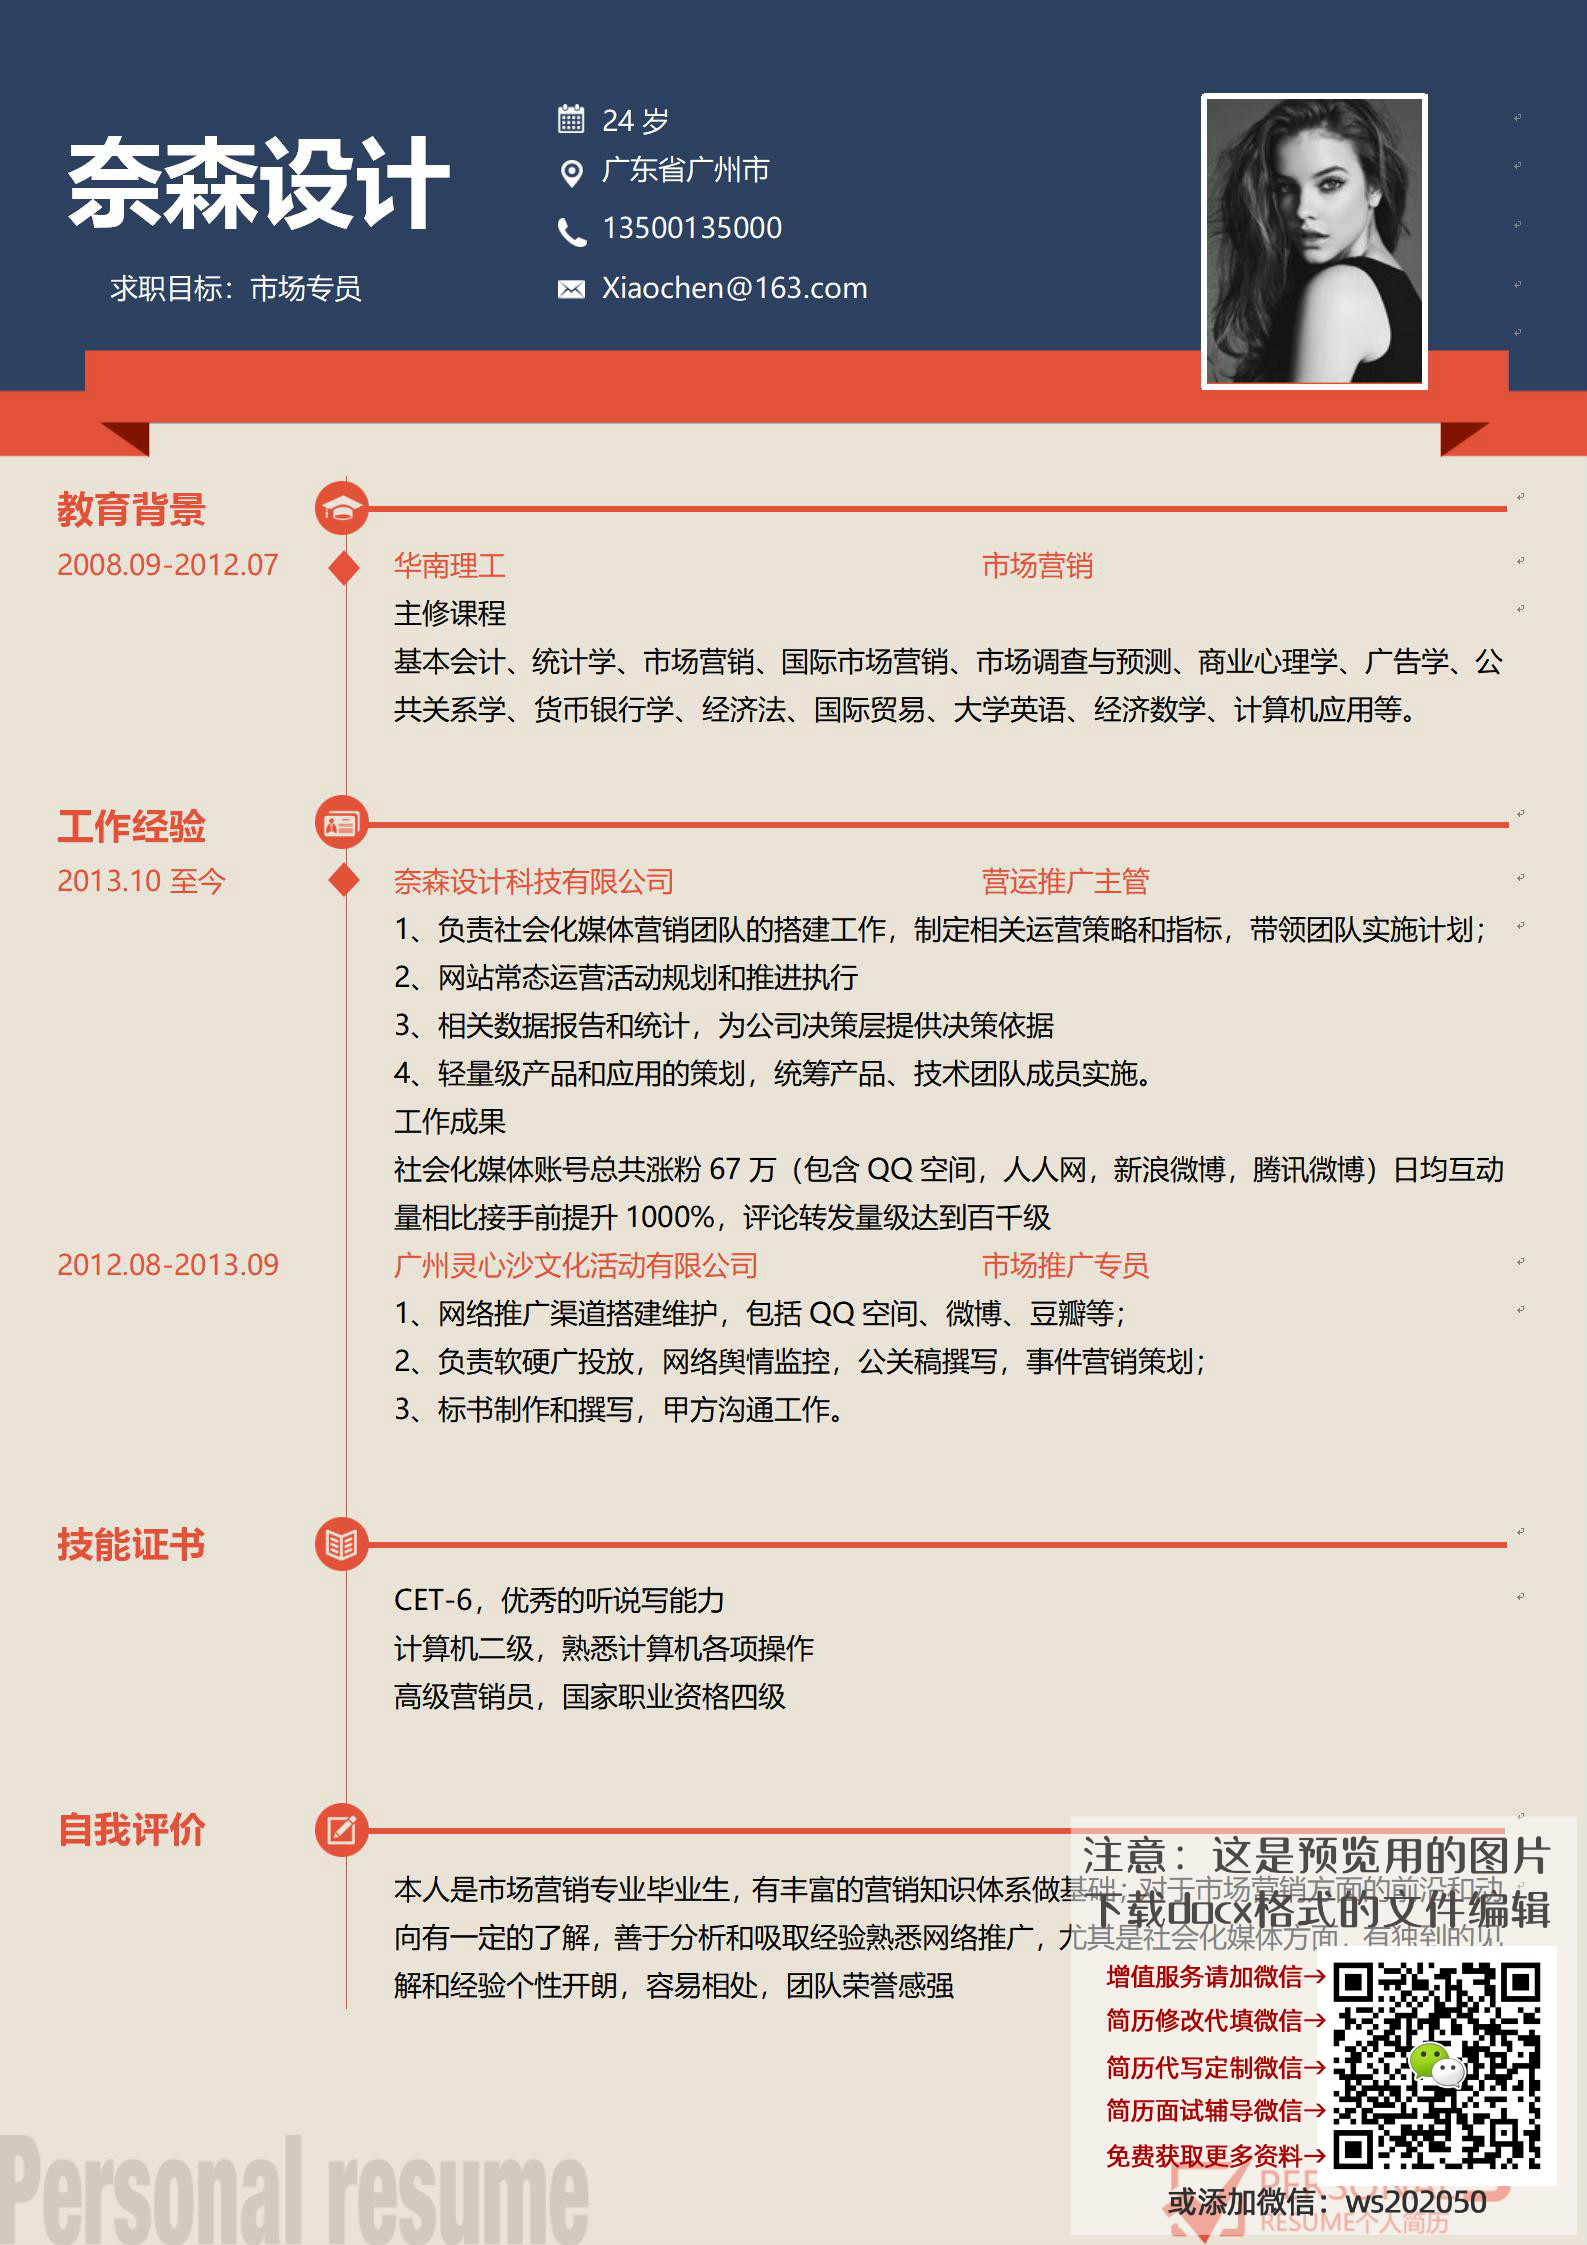 奈森设计
求职目标：市场专员
24 岁
广东省广州市
13500135000
Xiaochen@163.com
教育背景
2008.09-2012.07 华南理工 市场营销
主修课程
基本会计、统计学、市场营销、国际市场营销、市场调查与预测、商业心理学、广告学、公
共关系学、货币银行学、经济法、国际贸易、大学英语、经济数学、计算机应用等。
工作经验
2013.10 至今 奈森设计科技有限公司 营运推广主管
1、负责社会化媒体营销团队的搭建工作，制定相关运营策略和指标，带领团队实施计划；
2、网站常态运营活动规划和推进执行
3、相关数据报告和统计，为公司决策层提供决策依据
4、轻量级产品和应用的策划，统筹产品、技术团队成员实施。
工作成果
社会化媒体账号总共涨粉 67 万（包含 QQ 空间，人人网，新浪微博，腾讯微博）日均互动
量相比接手前提升 1000%，评论转发量级达到百千级
2012.08-2013.09 广州灵心沙文化活动有限公司 市场推广专员
1、网络推广渠道搭建维护，包括 QQ 空间、微博、豆瓣等；
2、负责软硬广投放，网络舆情监控，公关稿撰写，事件营销策划；
3、标书制作和撰写，甲方沟通工作。
技能证书
CET-6，优秀的听说写能力
计算机二级，熟悉计算机各项操作
高级营销员，国家职业资格四级
自我评价
本人是市场营销专业毕业生，有丰富的营销知识体系做基础；对于市场营销方面的前沿和动
向有一定的了解，善于分析和吸取经验熟悉网络推广，尤其是社会化媒体方面，有独到的见
解和经验个性开朗，容易相处，团队荣誉感强
注意：这是预览用的图片
下载docx格式的文件编辑
增值服务请加微信→
简历修改代填微信→
简历代写定制微信→
简历面试辅导微信→
免费获取更多资料→
或添加微信：ws202050
Personal resume
PERSONAL
RESUME个人简历